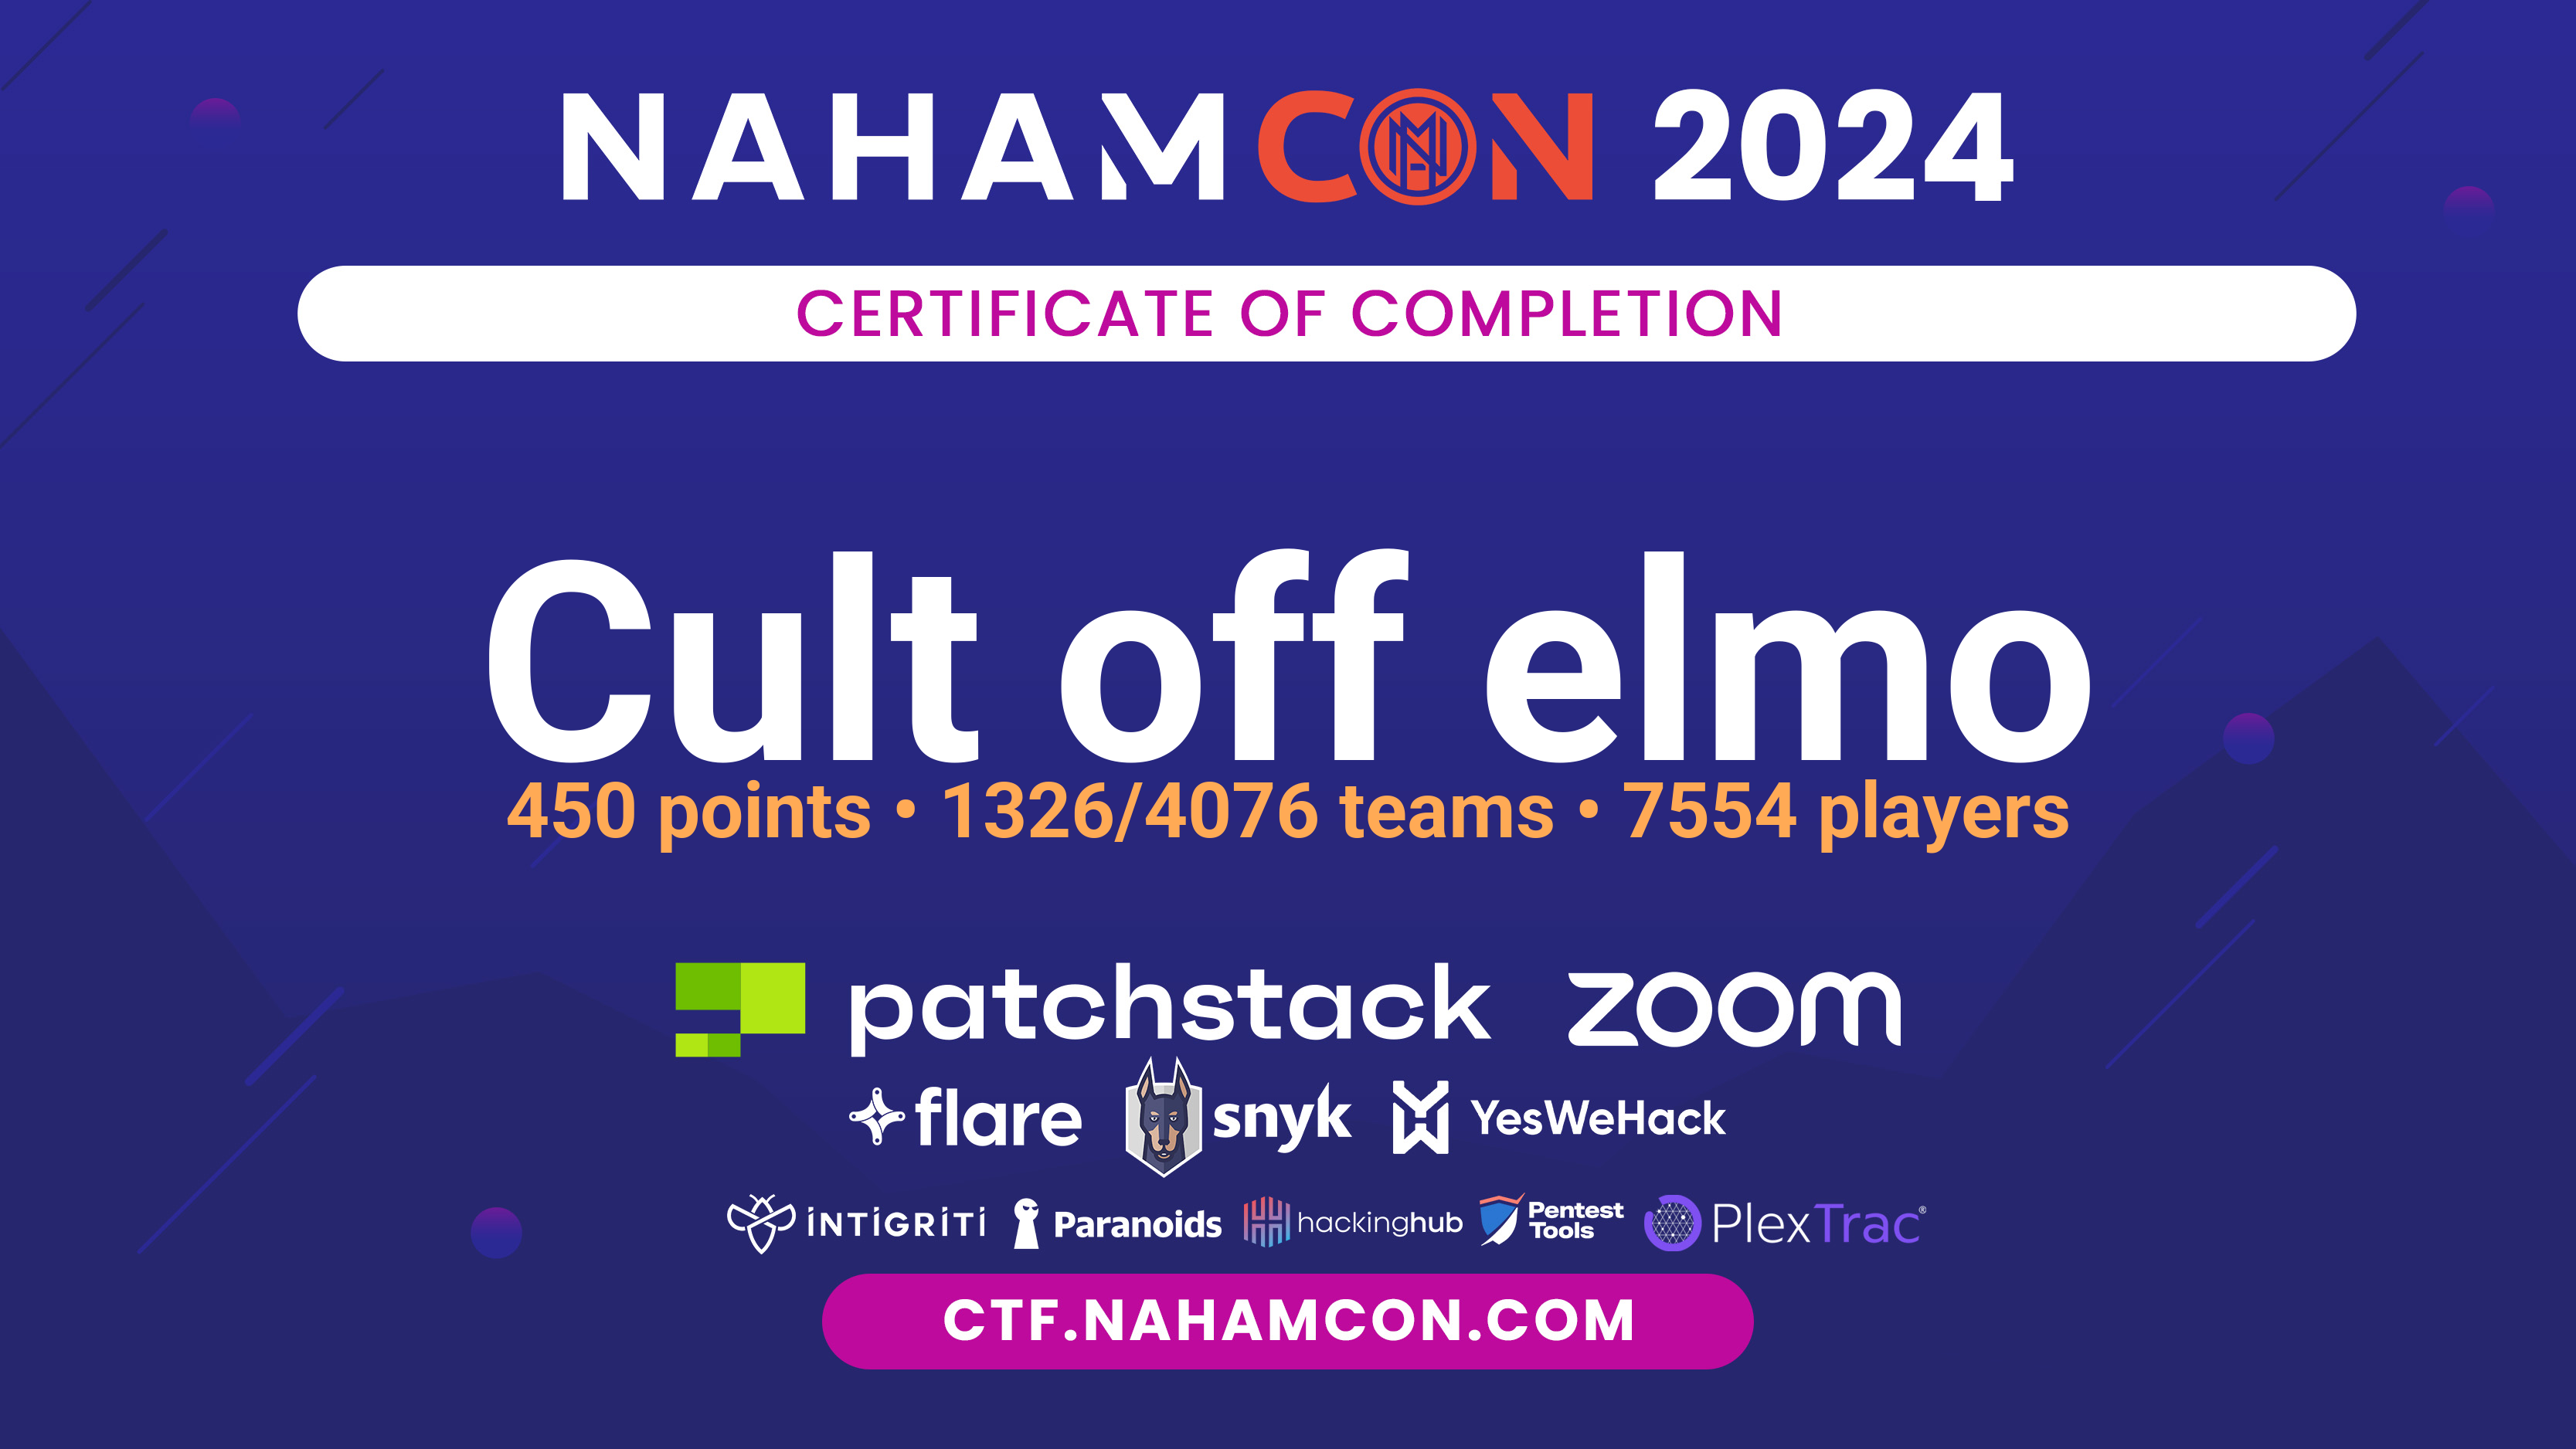 NAHAMCON 2024
CERTIFICATE OF COMPLETION
Cult off elmo
450 points • 1326/4076 teams • 7554 players
patchstack zoom
flare snyk YesWeHack
INTIGRITI Paranoids hackinghub Pentest Tools PlexTrac®
CTF.NAHAMCON.COM